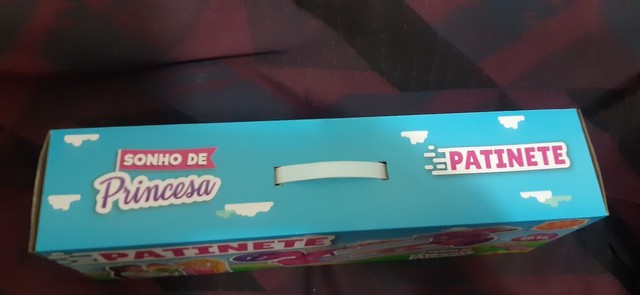 SONHO DE
Princesa
PATINETE
PATINETE